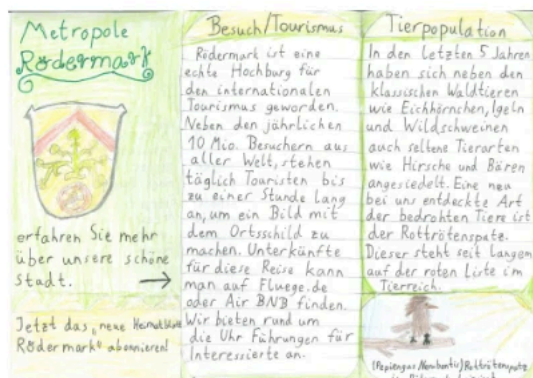 Metropole
Rödermark
erfahren Sie mehr
über unsere schöne
Stadt.
Jetzt das „neue Heimatblatt
Rödermark“ abonnieren!
Besuch/Tourismus
Rödermark ist eine
echte Hochburg für
den internationalen
Tourismus geworden.
Neben den jährlichen
10 Mio. Besuchern aus
aller Welt, stehen
täglich Touristen bis
zu einer Stunde lang
an, um ein Bild mit
dem Ortsschild zu
machen. Unterkünfte
für diese Reise kann
man auf Fluege.de
oder Air BNB finden.
Wir bieten rund um
die Uhr Führungen für
Interessierte an.
Tierpopulation
In den letzten 5 Jahren
haben sich neben den
klassischen Waldtieren
wie Eichhörnchen, Igeln
und Wildschweinen
auch seltene Tierarten
wie Hirsche und Bären
angesiedelt. Eine neu
bei uns entdeckte Art
der bedrohten Tiere ist
der Rottrötenspatz.
Dieser steht seit langem
auf der roten Liste im
Tierreich.
Rottrötenspatz